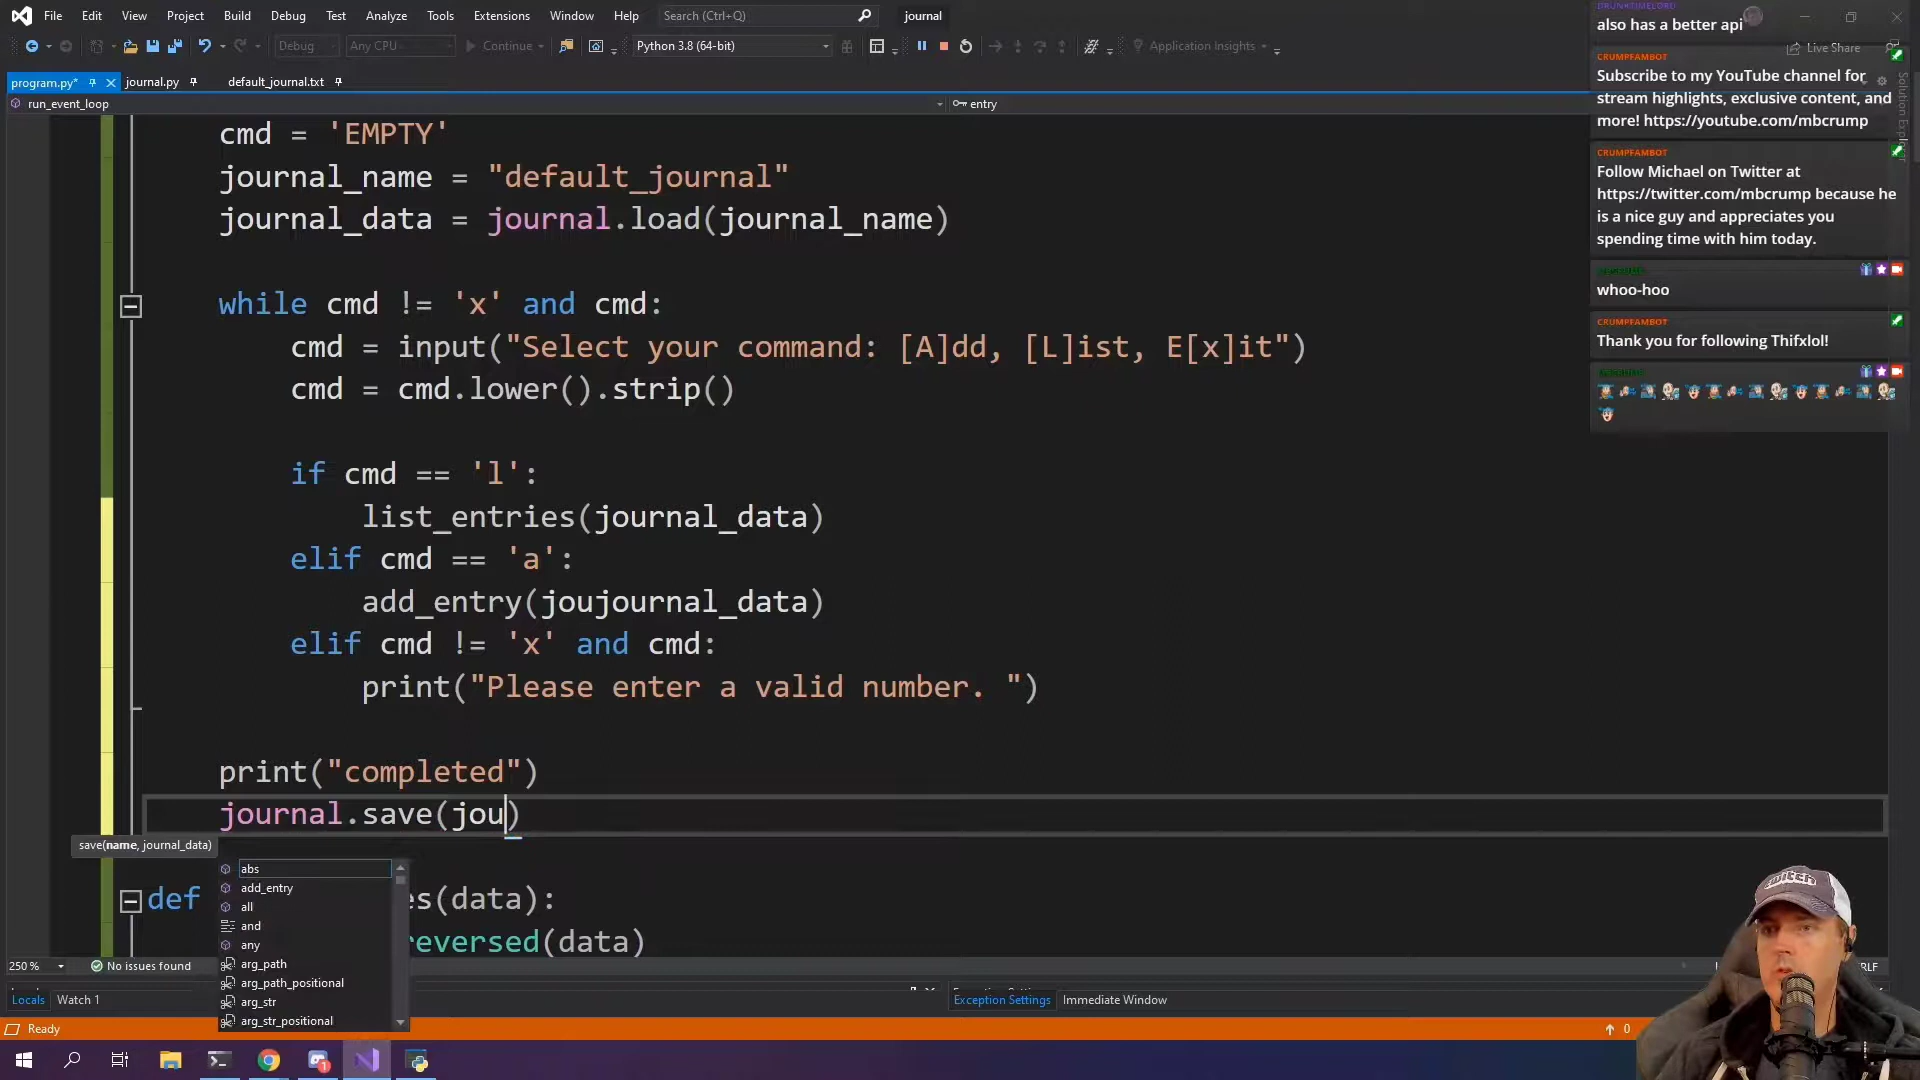 File Edit View Project Build Debug Test Analyze Tools Extensions Window Help Search (Ctrl+Q) journal
Debug Any CPU Continue Python 3.8 (64-bit) Application Insights Live Share
program.py* journal.py default_journal.txt
run_event_loop entry
cmd = 'EMPTY'
journal_name = "default_journal"
journal_data = journal.load(journal_name)
while cmd != 'x' and cmd:
cmd = input("Select your command: [A]dd, [L]ist, E[x]it")
cmd = cmd.lower().strip()
if cmd == 'l':
list_entries(journal_data)
elif cmd == 'a':
add_entry(joujournal_data)
elif cmd != 'x' and cmd:
print("Please enter a valid number. ")
print("completed")
journal.save(jou)
save(name, journal_data)
abs
add_entry
all
and
any
arg_path
arg_path_positional
arg_str
arg_str_positional
def es(data):
reversed(data)
250 % No issues found
Locals Watch 1 Exception Settings Immediate Window
Ready 0
also has a better api
CRUMPFAMBOT
Subscribe to my YouTube channel for
stream highlights, exclusive content, and
more! https://youtube.com/mbcrump
CRUMPFAMBOT
Follow Michael on Twitter at
https://twitter.com/mbcrump because he
is a nice guy and appreciates you
spending time with him today.
whoo-hoo
CRUMPFAMBOT
Thank you for following Thifxlol!
Solution Explorer
twitch